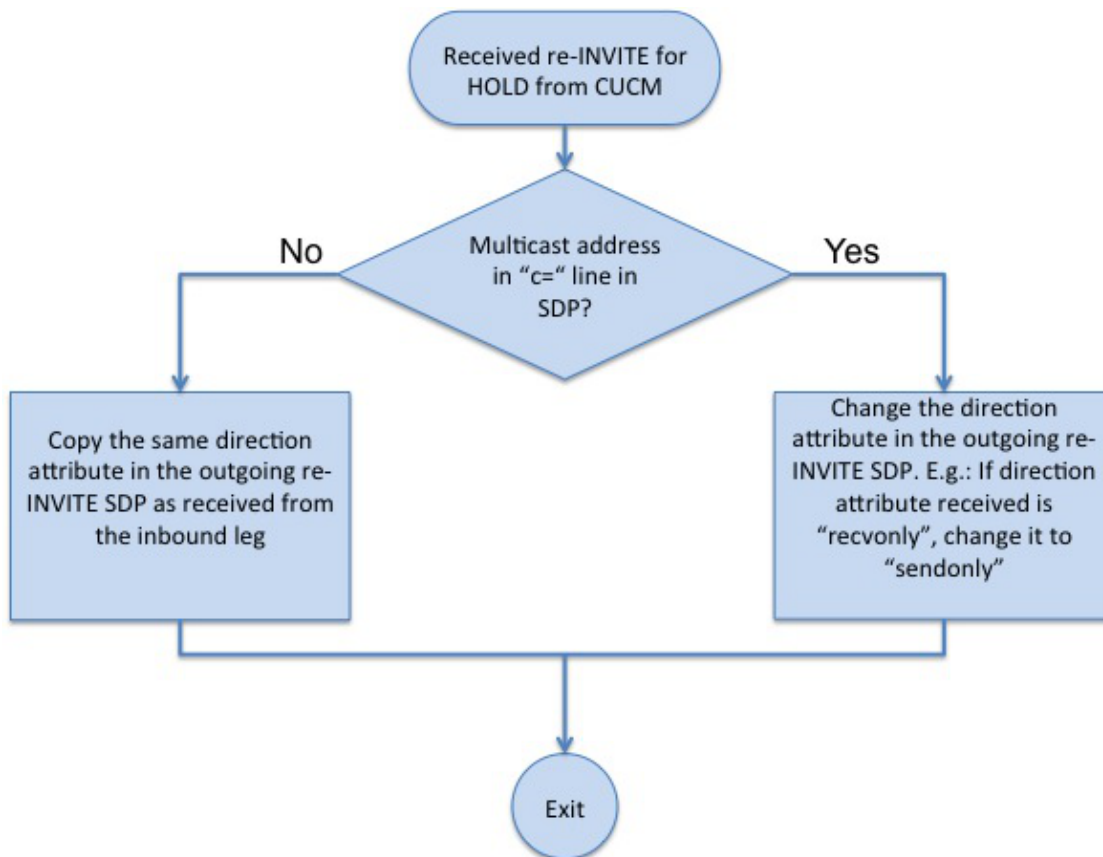 Received re-INVITE for
HOLD from CUCM
Multicast address
in “c=“ line in
SDP?
No
Yes
Copy the same direction
attribute in the outgoing re-
INVITE SDP as received from
the inbound leg
Change the direction
attribute in the outgoing re-
INVITE SDP. E.g.: If direction
attribute received is
“recvonly”, change it to
“sendonly”
Exit